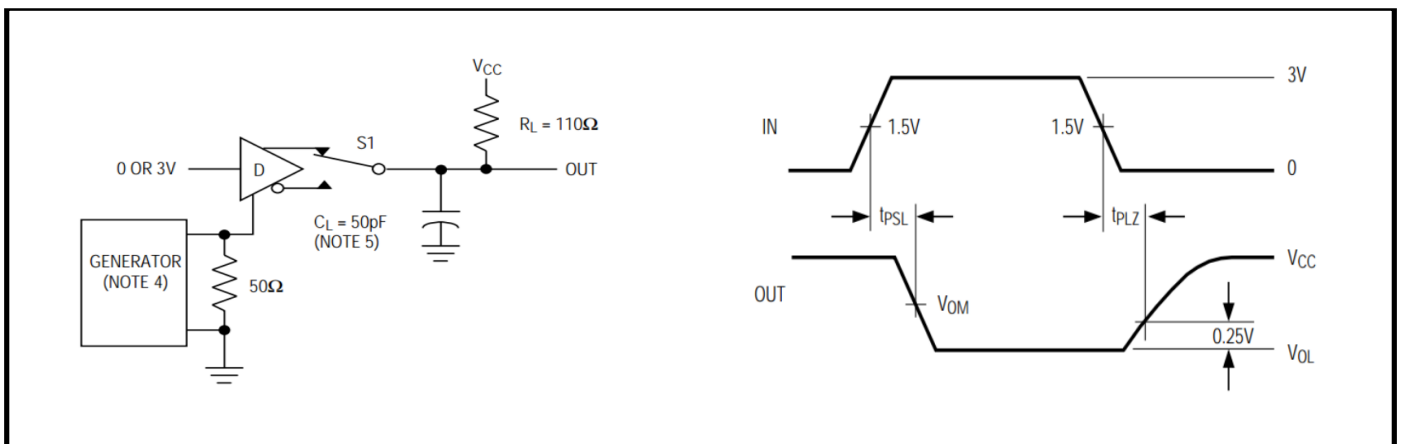 VCC
RL = 110Ω
S1
0 OR 3V
D
OUT
CL = 50pF
(NOTE 5)
GENERATOR
(NOTE 4)
50Ω
3V
IN
1.5V
1.5V
0
tPSL
tPLZ
VCC
OUT
VOM
0.25V
VOL